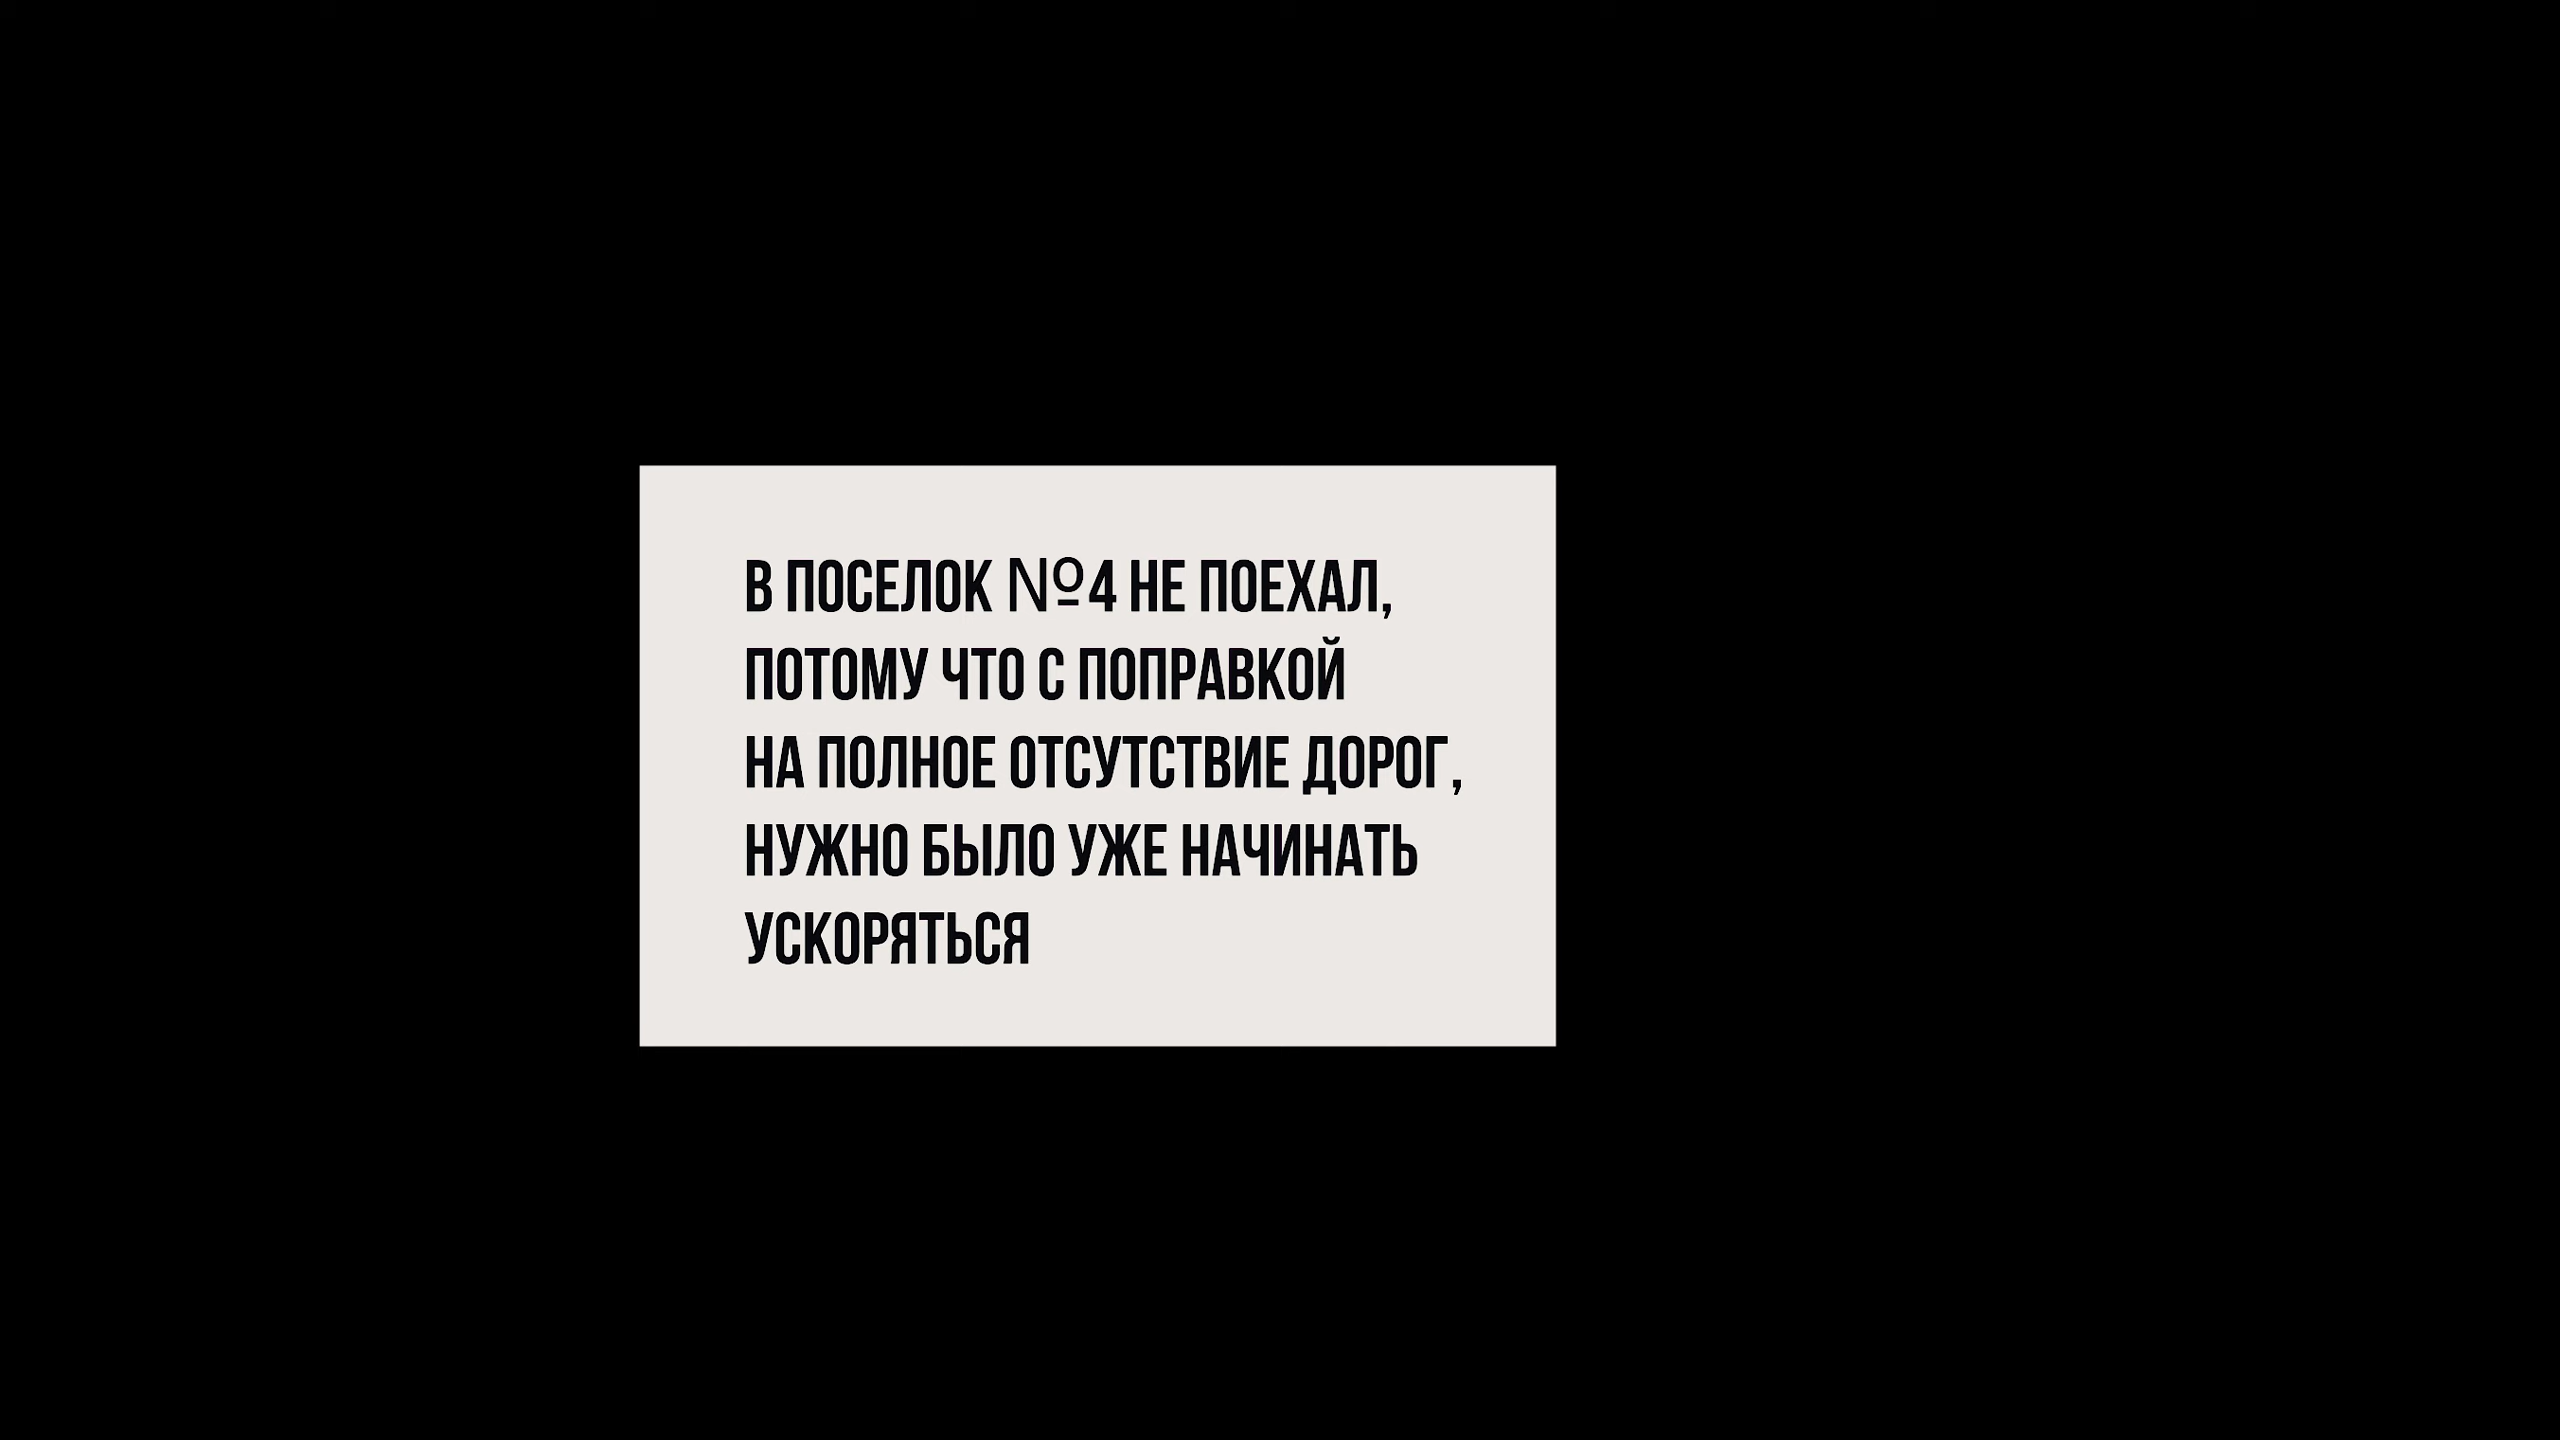 В ПОСЕЛОК №4 НЕ ПОЕХАЛ,
ПОТОМУ ЧТО С ПОПРАВКОЙ
НА ПОЛНОЕ ОТСУТСТВИЕ ДОРОГ,
НУЖНО БЫЛО УЖЕ НАЧИНАТЬ
УСКОРЯТЬСЯ